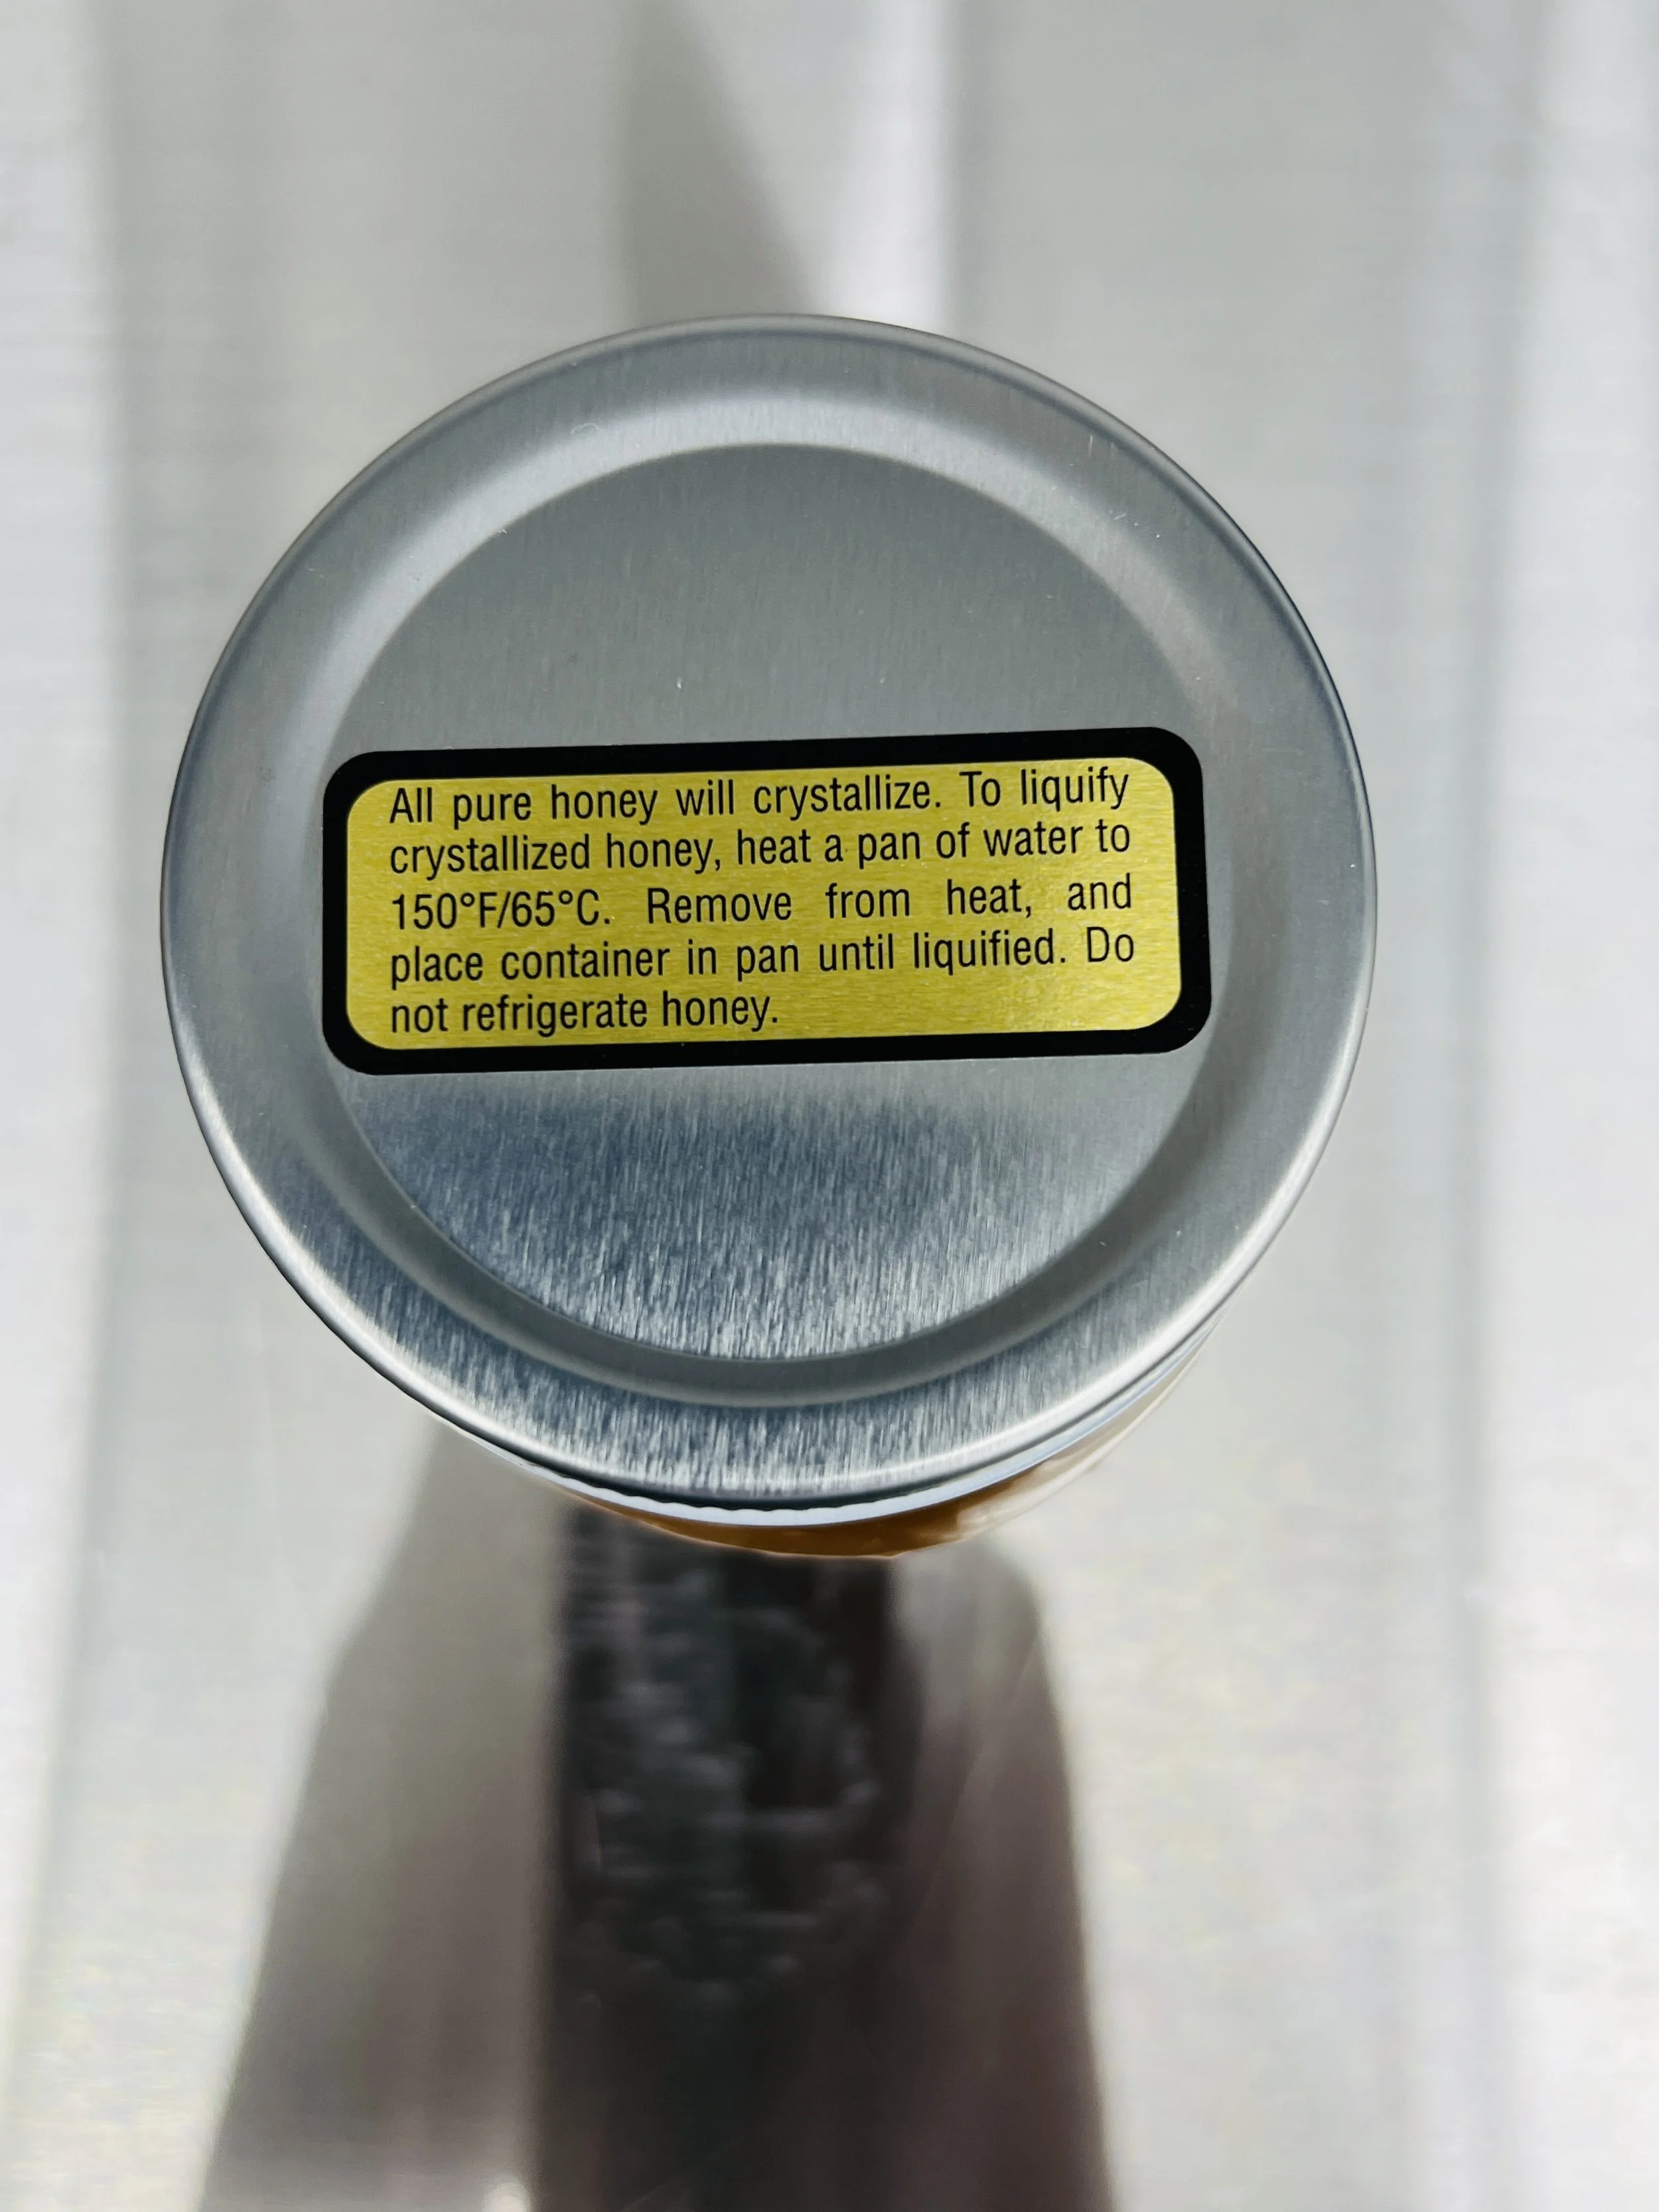 All pure honey will crystallize. To liquify
crystallized honey, heat a pan of water to
150°F/65°C. Remove from heat, and
place container in pan until liquified. Do
not refrigerate honey.